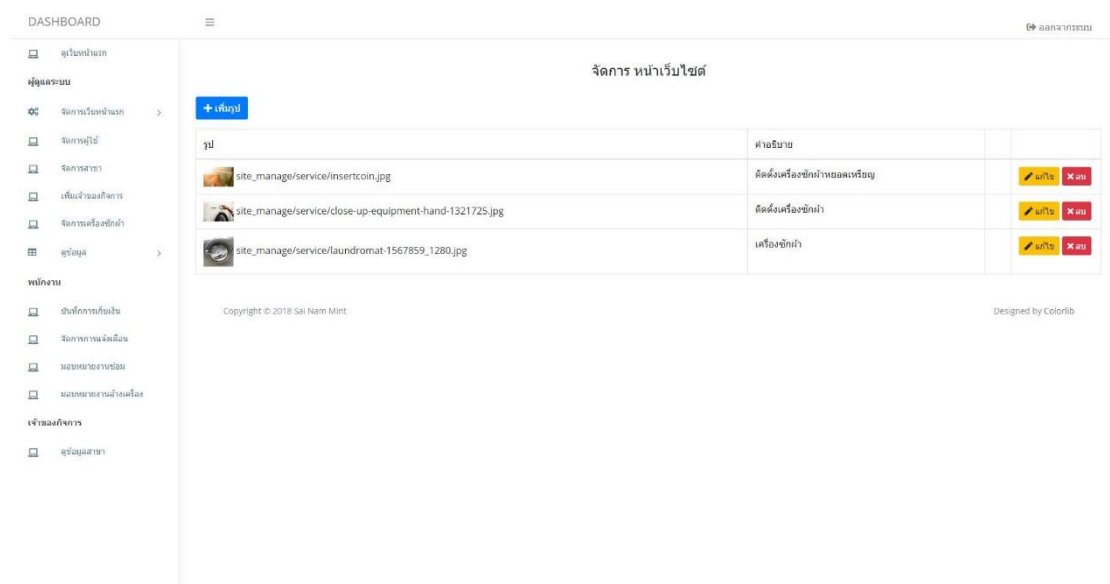 DASHBOARD
ออกจากระบบ
ดูเว็บหน้าแรก
ผู้ดูแลระบบ
จัดการเว็บหน้าแรก
จัดการผู้ใช้
จัดการสาขา
เพิ่มเจ้าของกิจการ
จัดการเครื่องซักผ้า
ดูข้อมูล
พนักงาน
บันทึกการเก็บเงิน
จัดการการแจ้งเตือน
มอบหมายงานซ่อม
มอบหมายงานล้างเครื่อง
เจ้าของกิจการ
ดูข้อมูลสาขา
จัดการ หน้าเว็บไซต์
เพิ่มรูป
รูป คำอธิบาย
site_manage/service/insertcoin.jpg ติดตั้งเครื่องซักผ้าหยอดเหรียญ แก้ไข ลบ
site_manage/service/close-up-equipment-hand-1321725.jpg ติดตั้งเครื่องซักผ้า แก้ไข ลบ
site_manage/service/laundromat-1567859_1280.jpg เครื่องซักผ้า แก้ไข ลบ
Copyright © 2018 Sai Nam Mint Designed by Colorlib